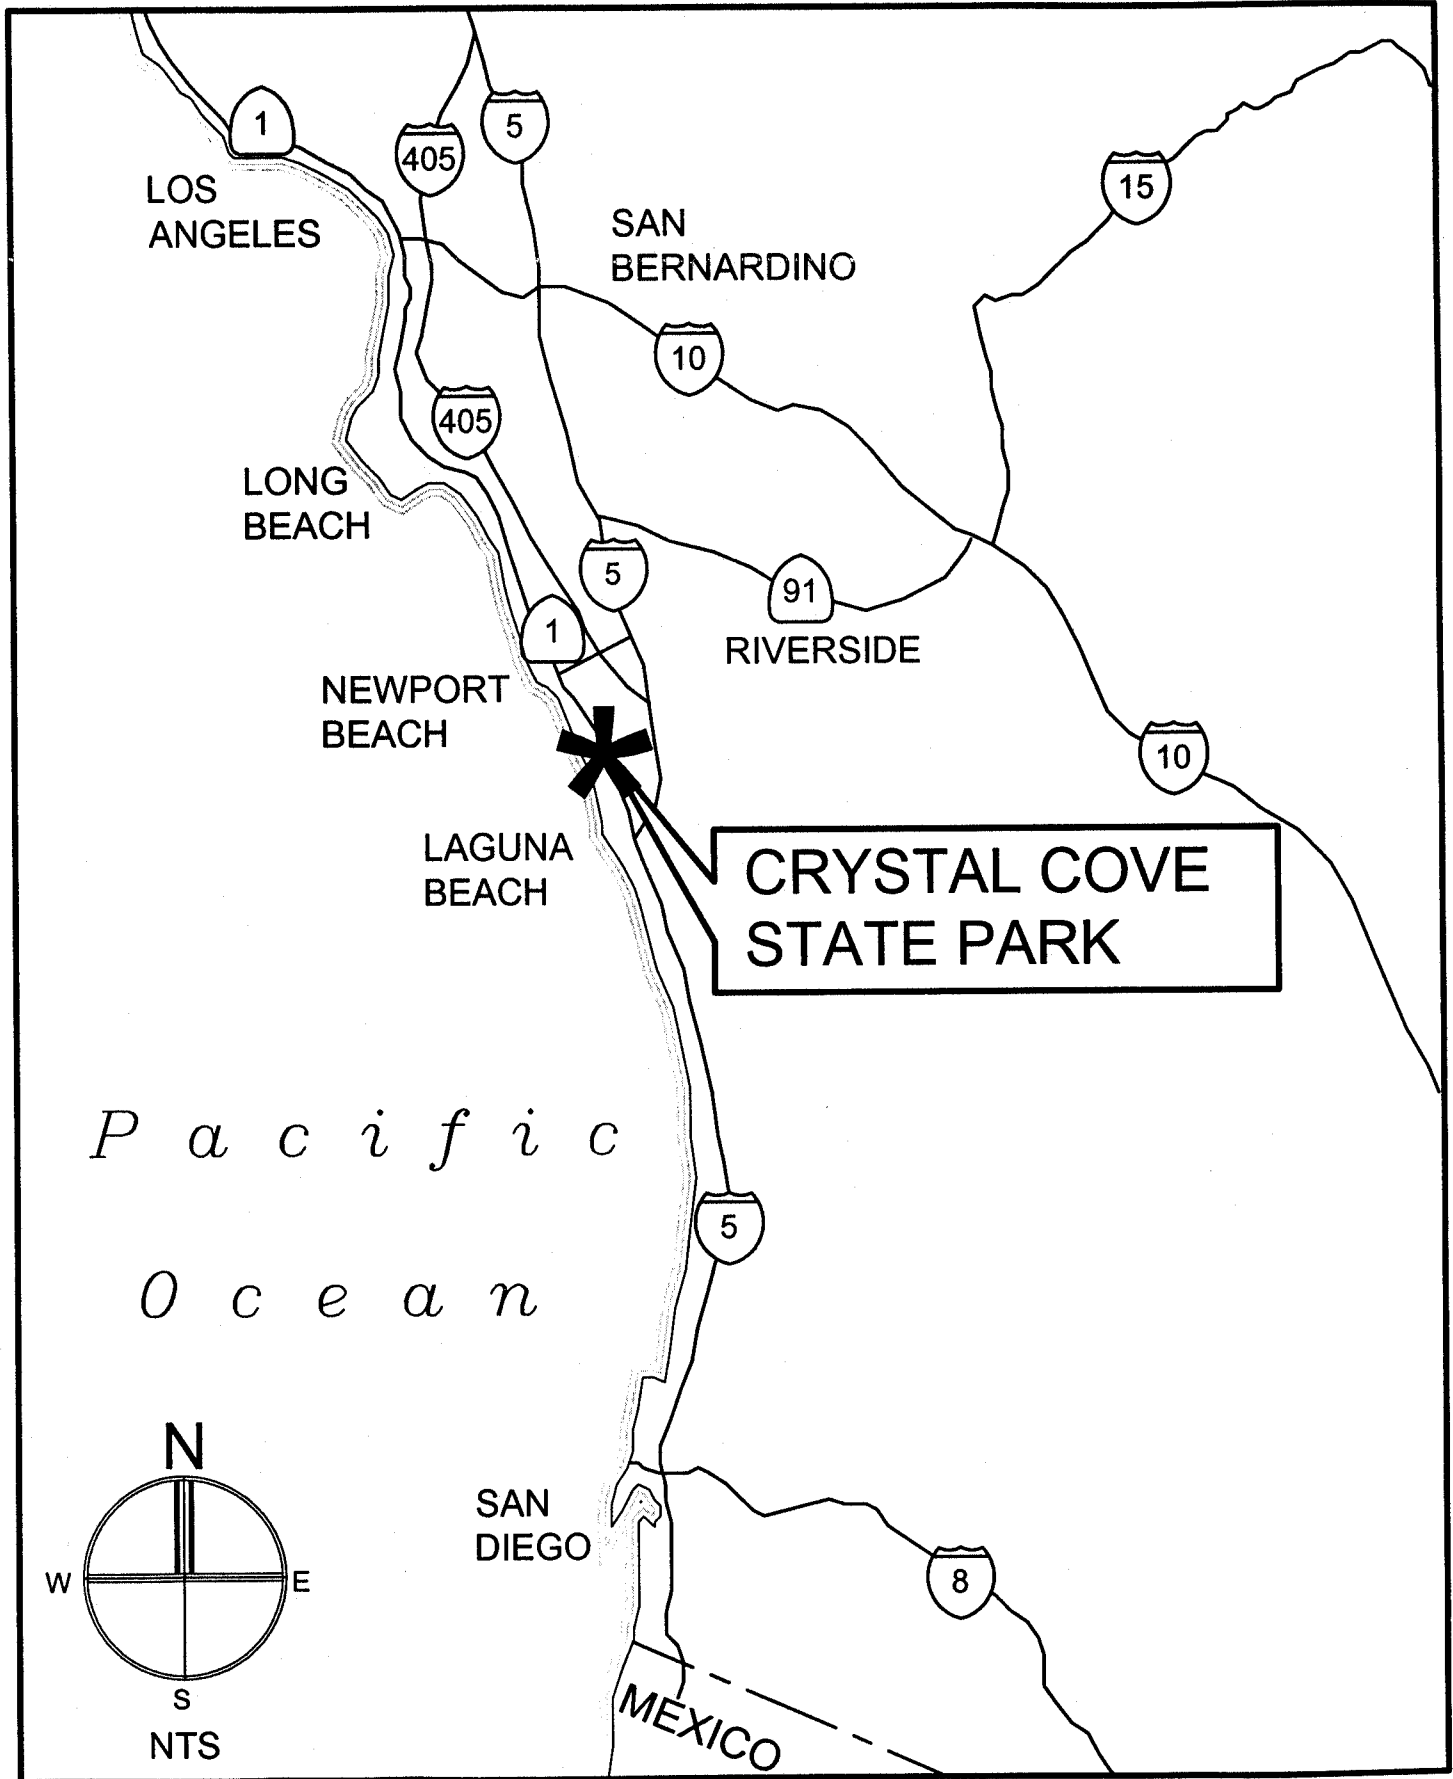 1
405
5
15
LOS
ANGELES
SAN
BERNARDINO
10
405
LONG
BEACH
5
91
1
RIVERSIDE
NEWPORT
BEACH
10
LAGUNA
BEACH
CRYSTAL COVE
STATE PARK
Pacific
5
Ocean
N
W
E
S
NTS
SAN
DIEGO
8
MEXICO